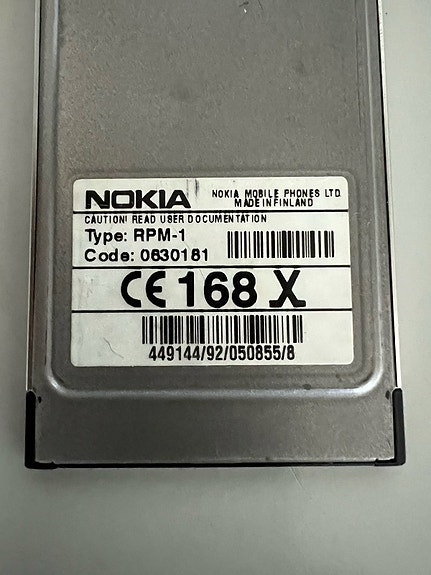 NOKIA
NOKIA MOBILE PHONES LTD.
MADE IN FINLAND
CAUTION! READ USER DOCUMENTATION
Type: RPM-1
Code: 0630181
CE 168 X
449144/92/050855/8